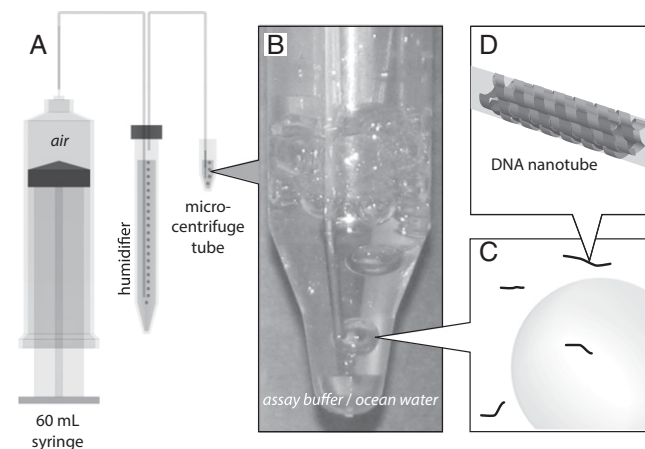 A
air
60 mL
syringe
humidifier
micro-
centrifuge
tube
B
assay buffer / ocean water
D
DNA nanotube
C